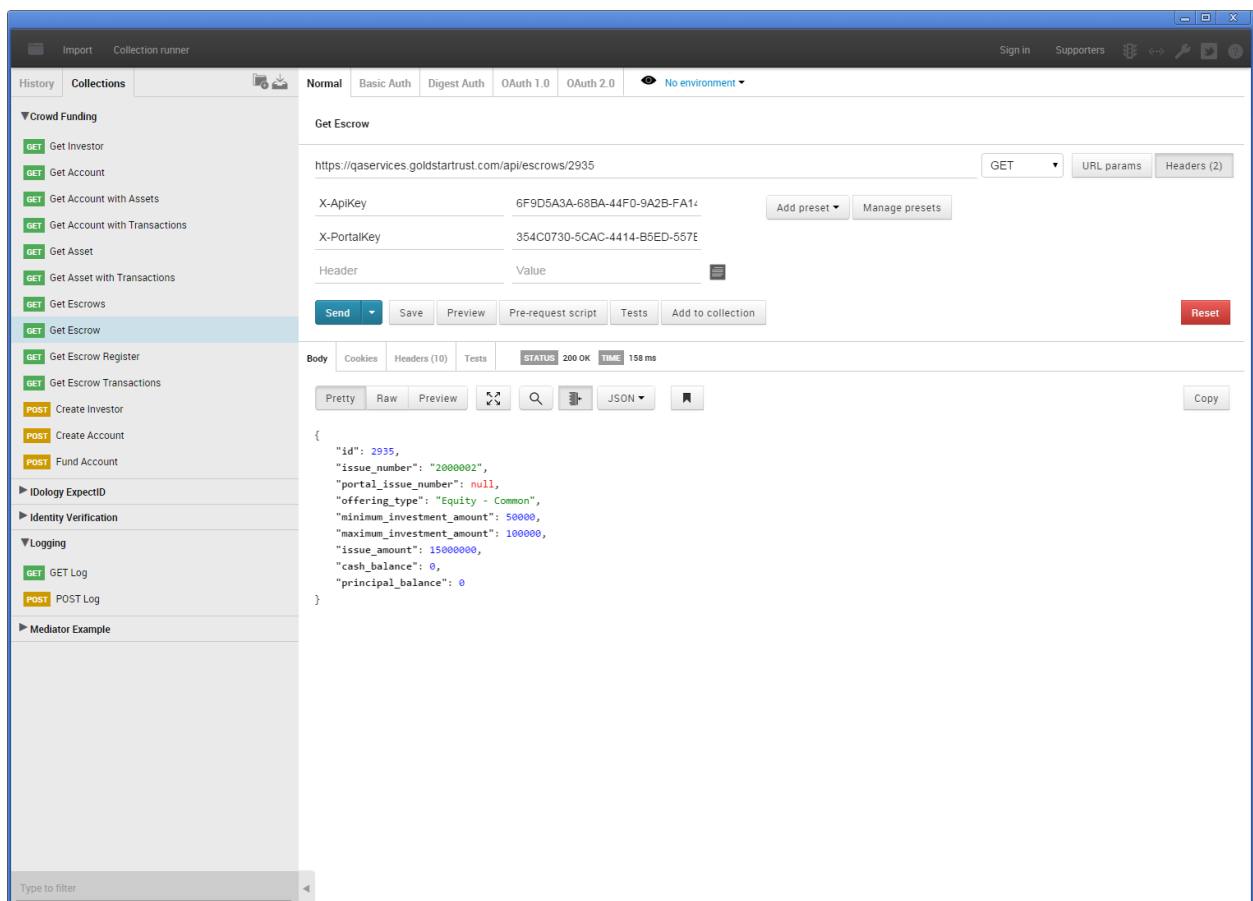 Import Collection runner Sign in Supporters
History Collections Normal Basic Auth Digest Auth OAuth 1.0 OAuth 2.0 No environment
Crowd Funding
GET Get Investor
GET Get Account
GET Get Account with Assets
GET Get Account with Transactions
GET Get Asset
GET Get Asset with Transactions
GET Get Escrows
GET Get Escrow
GET Get Escrow Register
GET Get Escrow Transactions
POST Create Investor
POST Create Account
POST Fund Account
IDology ExpectID
Identity Verification
Logging
GET GET Log
POST POST Log
Mediator Example
Type to filter
Get Escrow
https://qaservices.goldstartrust.com/api/escrows/2935 GET URL params Headers (2)
X-ApiKey 6F9D5A3A-68BA-44F0-9A2B-FA14 Add preset Manage presets
X-PortalKey 354C0730-5CAC-4414-B5ED-557E
Header Value
Send Save Preview Pre-request script Tests Add to collection Reset
Body Cookies Headers (10) Tests STATUS 200 OK TIME 158 ms
Pretty Raw Preview JSON Copy
{
"id": 2935,
"issue_number": "2000002",
"portal_issue_number": null,
"offering_type": "Equity - Common",
"minimum_investment_amount": 50000,
"maximum_investment_amount": 100000,
"issue_amount": 15000000,
"cash_balance": 0,
"principal_balance": 0
}